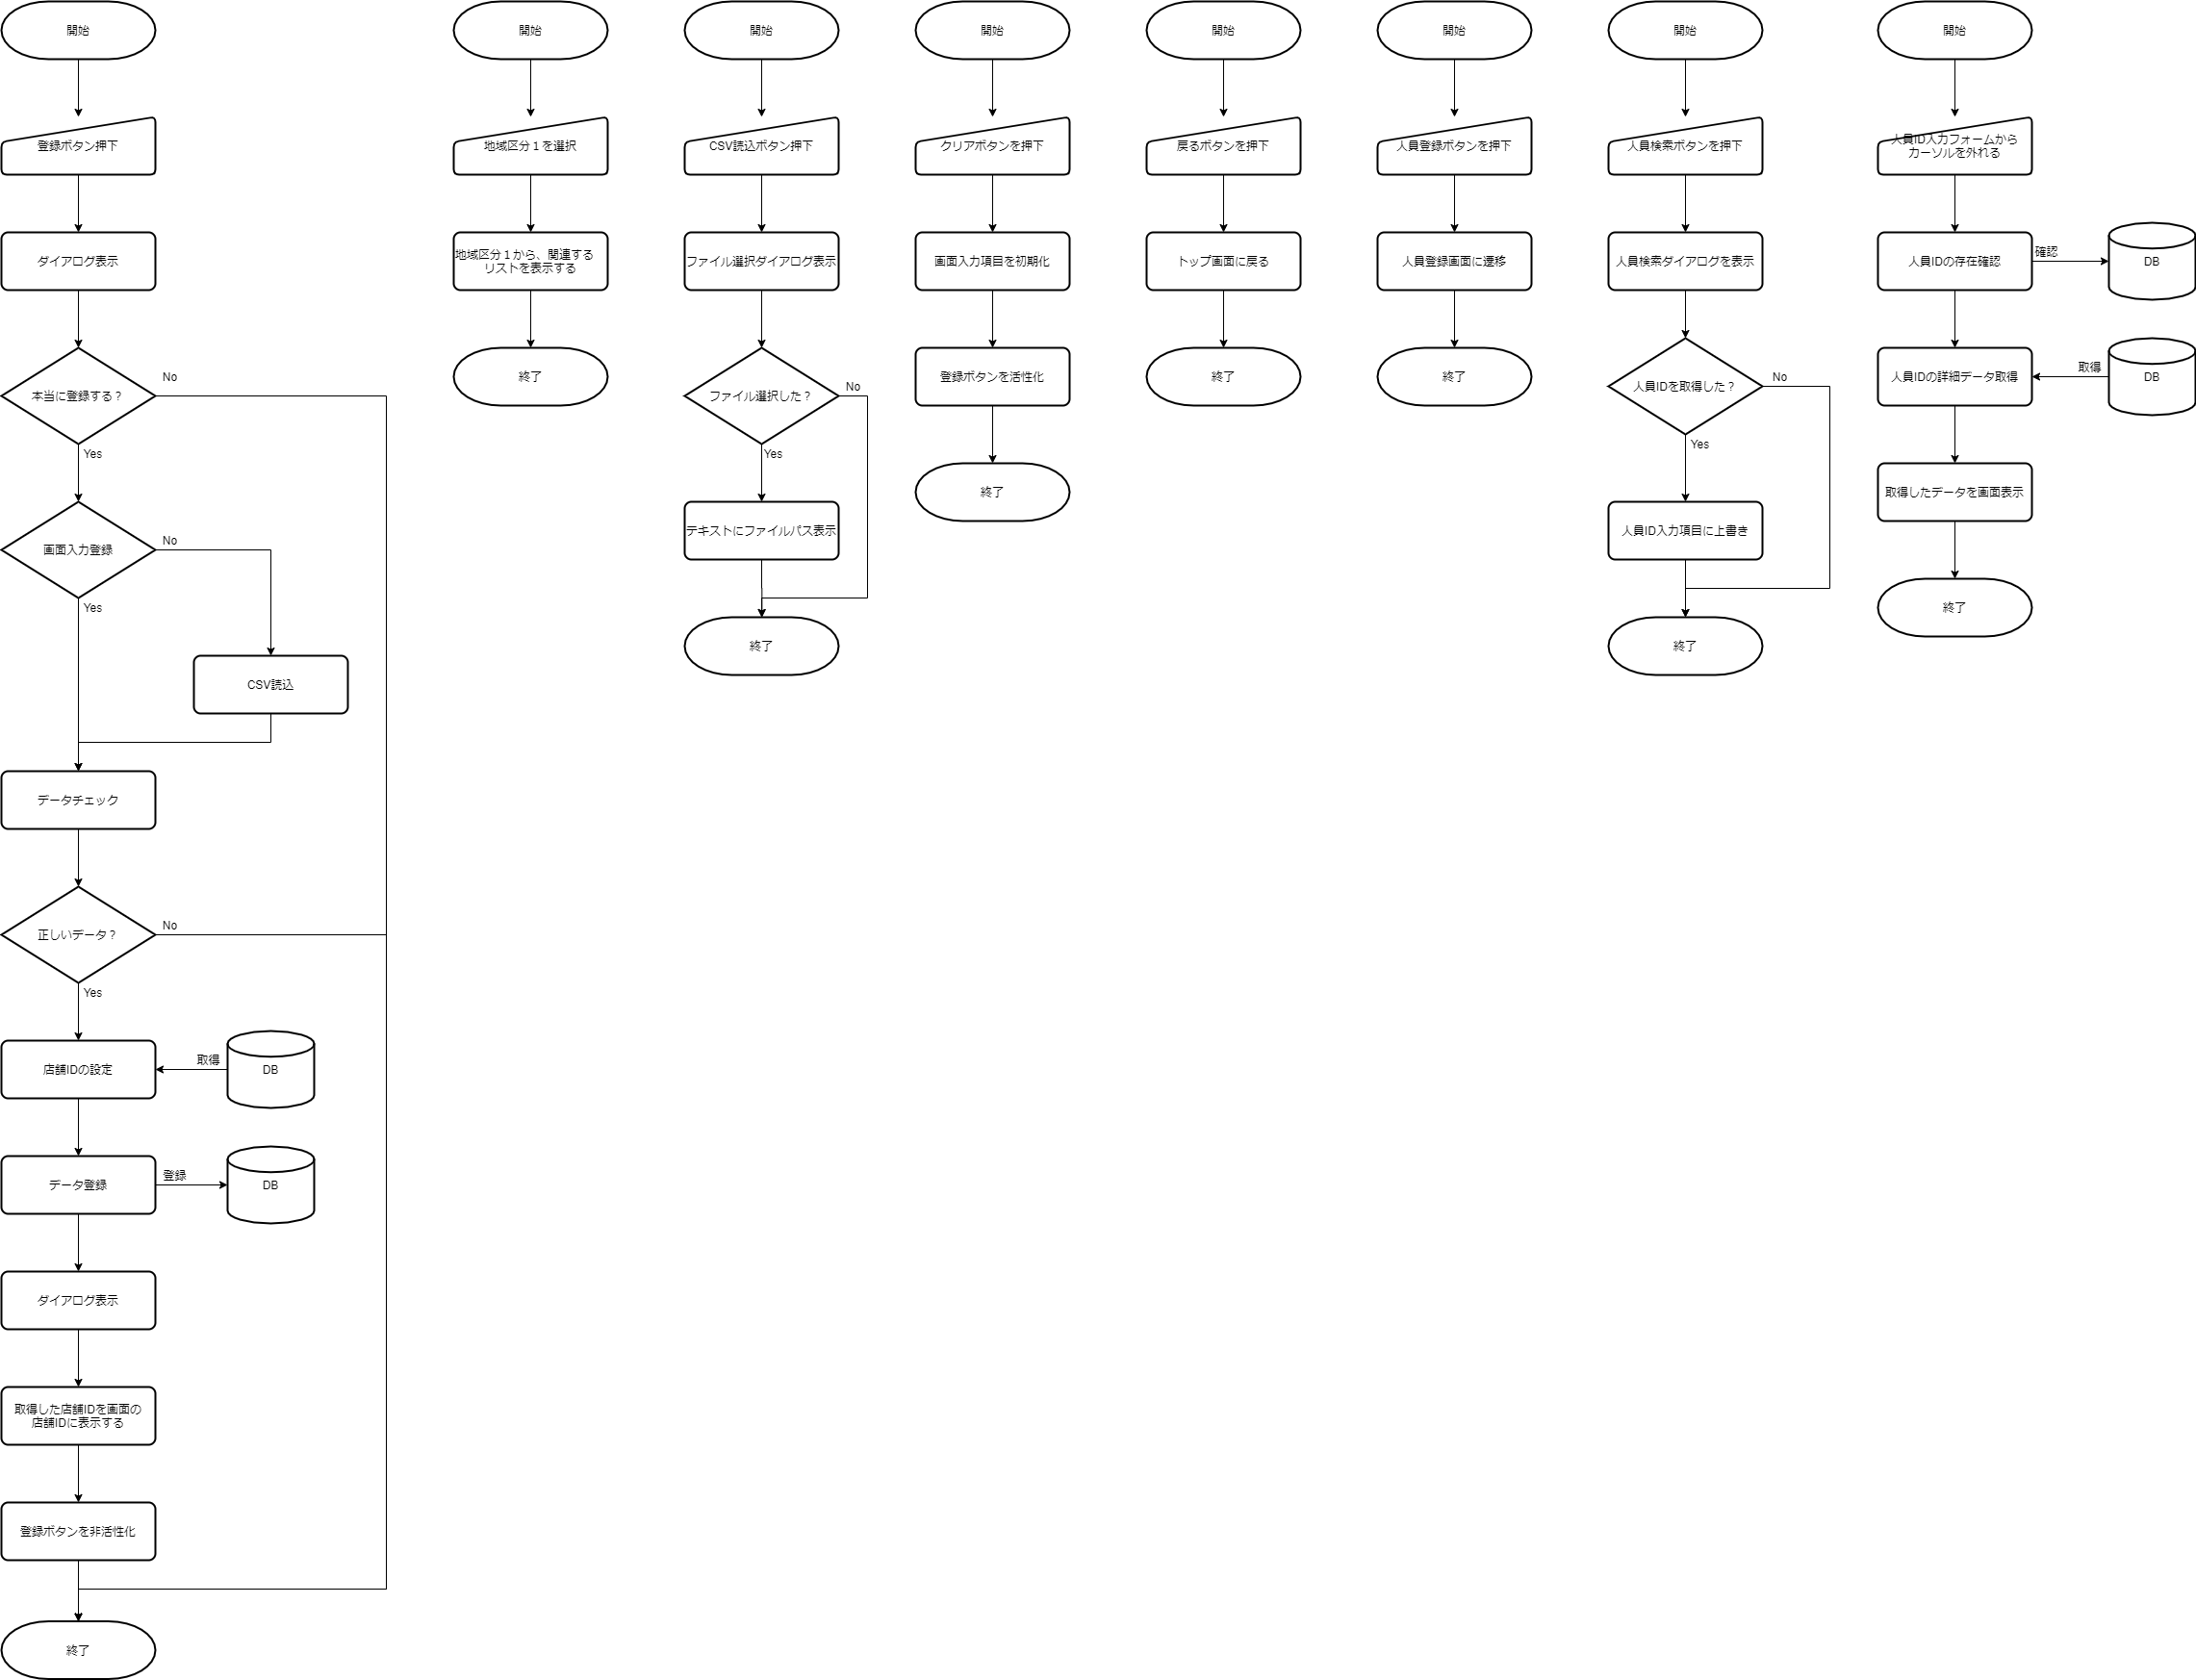 開始
登録ボタン押下
ダイアログ表示
本当に登録する？
No
Yes
画面入力登録
No
Yes
CSV読込
データチェック
正しいデータ？
No
Yes
店舗IDの設定
取得
DB
データ登録
登録
DB
ダイアログ表示
取得した店舗IDを画面の
店舗IDに表示する
登録ボタンを非活性化
終了
開始
地域区分１を選択
地域区分１から、関連する
リストを表示する
終了
開始
CSV読込ボタン押下
ファイル選択ダイアログ表示
ファイル選択した？
No
Yes
テキストにファイルパス表示
終了
開始
クリアボタンを押下
画面入力項目を初期化
登録ボタンを活性化
終了
開始
戻るボタンを押下
トップ画面に戻る
終了
開始
人員登録ボタンを押下
人員登録画面に遷移
終了
開始
人員検索ボタンを押下
人員検索ダイアログを表示
人員IDを取得した？
No
Yes
人員ID入力項目に上書き
終了
開始
人員ID入力フォームから
カーソルを外れる
人員IDの存在確認
確認
DB
人員IDの詳細データ取得
取得
DB
取得したデータを画面表示
終了